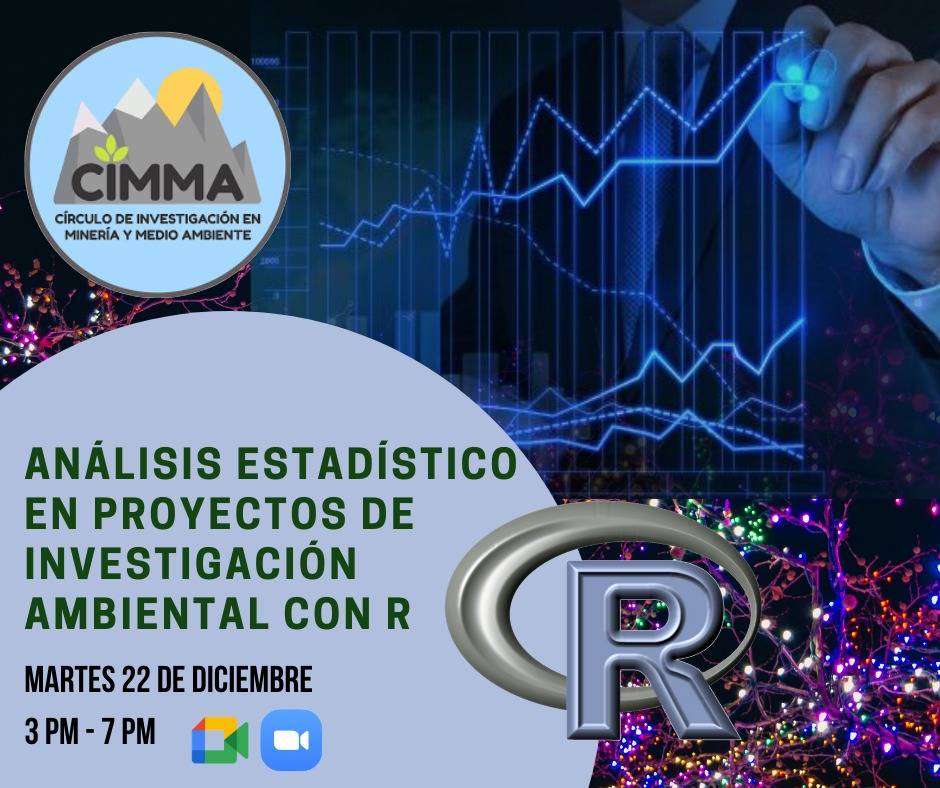 CIMMA
CÍRCULO DE INVESTIGACIÓN EN
MINERÍA Y MEDIO AMBIENTE
100000
ANÁLISIS ESTADÍSTICO
EN PROYECTOS DE
INVESTIGACIÓN
AMBIENTAL CON R
R
MARTES 22 DE DICIEMBRE
3 PM - 7 PM